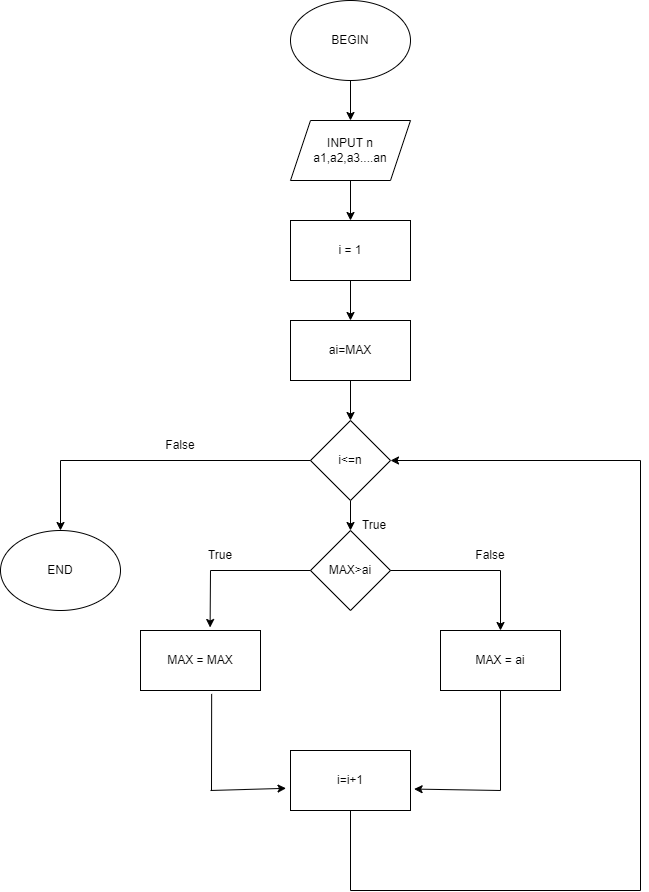 BEGIN
INPUT n
a1,a2,a3....an
i = 1
ai=MAX
False
i<=n
True
END
True
MAX>ai
False
MAX = MAX
MAX = ai
i=i+1